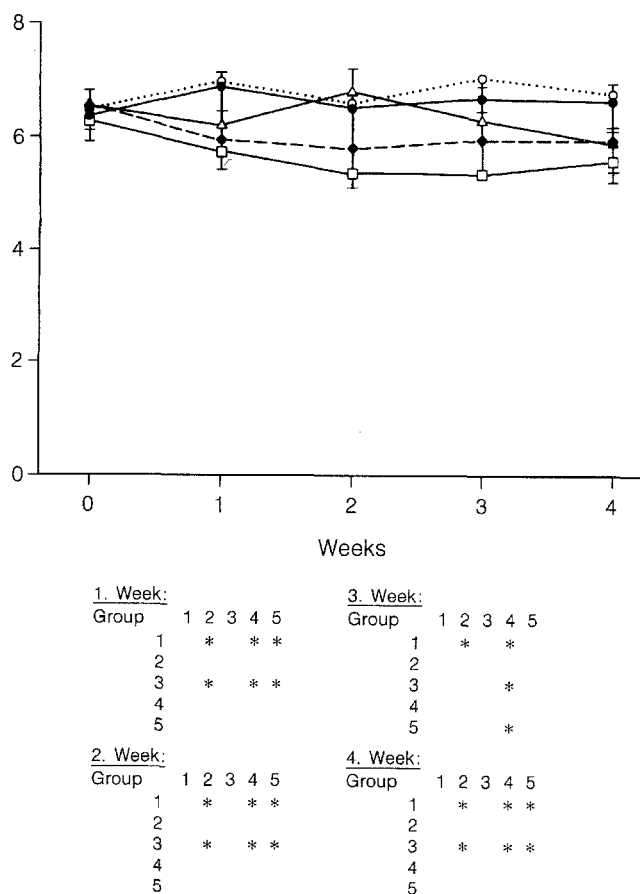 8
6
4
2
0
0 1 2 3 4
Weeks
1. Week:
Group 1 2 3 4 5
1 * * *
2
3 * * *
4
5
3. Week:
Group 1 2 3 4 5
1 * *
2
3 *
4
5 *
2. Week:
Group 1 2 3 4 5
1 * * *
2
3 * * *
4
5
4. Week:
Group 1 2 3 4 5
1 * * *
2
3 * * *
4
5